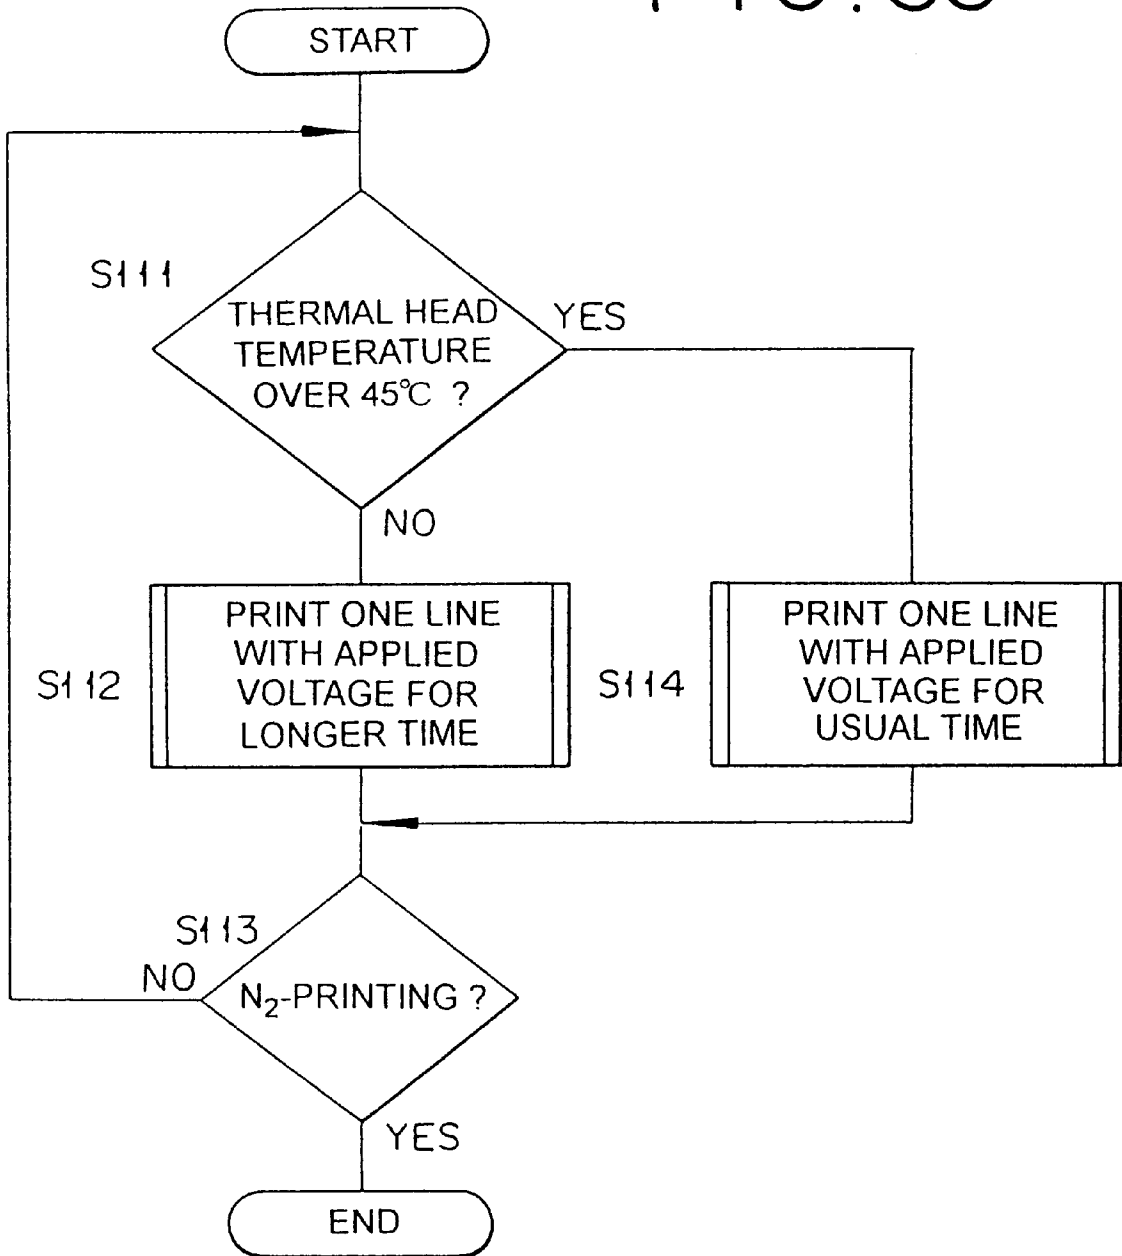 START
S111
THERMAL HEAD
TEMPERATURE
OVER 45°C ?
YES
NO
S112
PRINT ONE LINE
WITH APPLIED
VOLTAGE FOR
LONGER TIME
S114
PRINT ONE LINE
WITH APPLIED
VOLTAGE FOR
USUAL TIME
S113
NO
N₂-PRINTING ?
YES
END